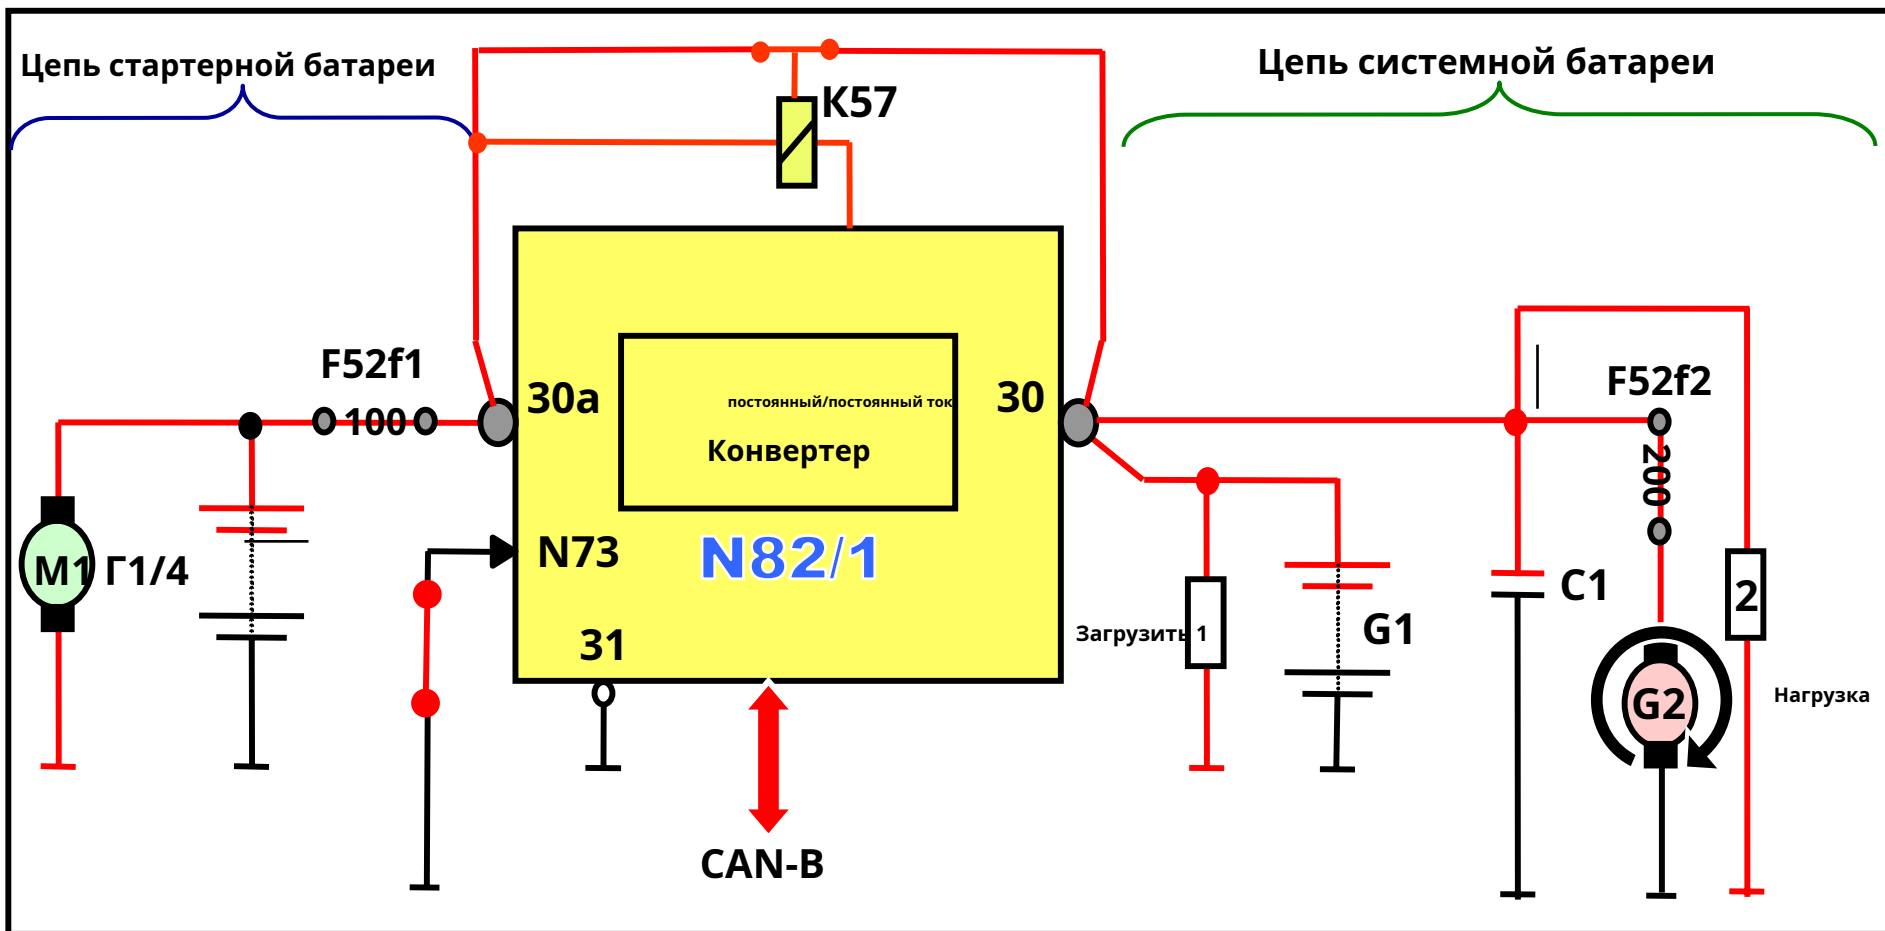 Цепь стартерной батареи
Цепь системной батареи
К57
F52f1
100
30a
30
постоянный/постоянный ток
Конвертер
F52f2
200
M1
Г1/4
N73
N82/1
31
Загрузить 1
G1
C1
2
G2
Нагрузка
CAN-B